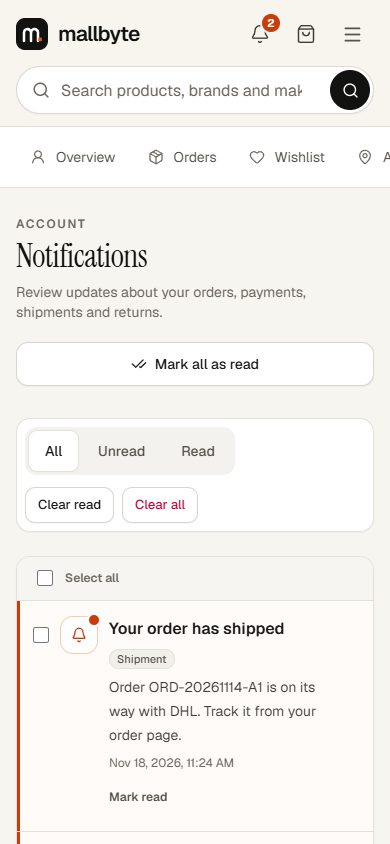 m.
mallbyte
2
Search products, brands and mak
Overview
Orders
Wishlist
A
ACCOUNT
Notifications
Review updates about your orders, payments,
shipments and returns.
Mark all as read
All
Unread
Read
Clear read
Clear all
Select all
Your order has shipped
Shipment
Order ORD-20261114-A1 is on its
way with DHL. Track it from your
order page.
Nov 18, 2026, 11:24 AM
Mark read